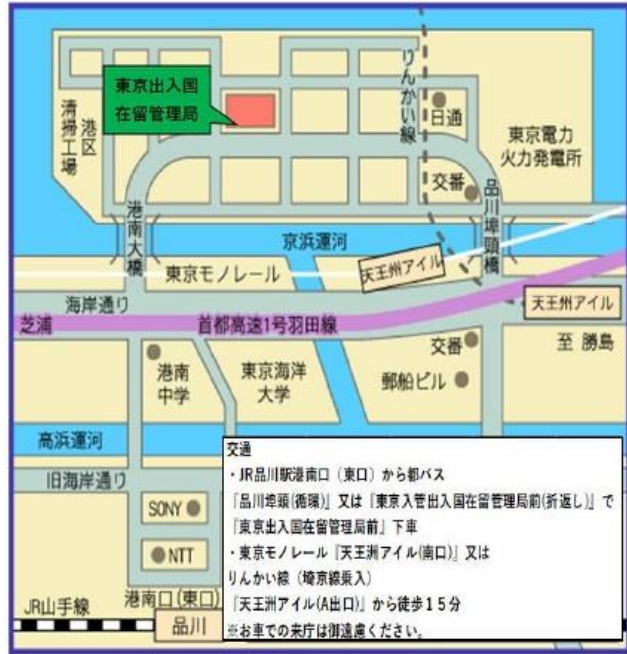 東京出入国
在留管理局
りんかい線
日通
港区
清掃工場
東京電力
火力発電所
交番
品川埠頭橋
港南大橋
京浜運河
東京モノレール
天王州アイル
海岸通り
天王州アイル
芝浦
首都高速1号羽田線
交番
至 勝島
港南
中学
東京海洋
大学
郵船ビル
高浜運河
旧海岸通り
SONY
NTT
港南口(東口)
JR山手線
品川
交通
・JR品川駅港南口（東口）から都バス
『品川埠頭(循環)』又は『東京入管出入国在留管理局前(折返し)』で
『東京出入国在留管理局前』下車
・東京モノレール『天王洲アイル(南口)』又は
りんかい線（埼京線乗入）
『天王洲アイル(A出口)』から徒歩１５分
※お車での来庁は御遠慮ください。